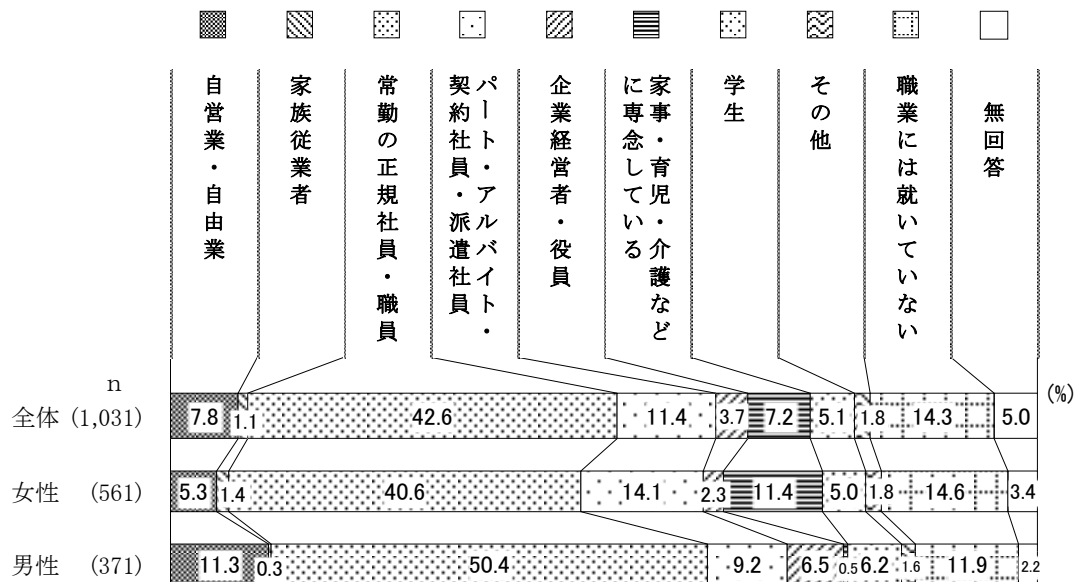 自営業・自由業
家族従業者
常勤の正規社員・職員
パート・アルバイト・
契約社員・派遣社員
企業経営者・役員
家事・育児・介護など
に専念している
学生
その他
職業には就いていない
無回答
n
(%)
全体 (1,031) 7.8 1.1 42.6 11.4 3.7 7.2 5.1 1.8 14.3 5.0
女性 (561) 5.3 1.4 40.6 14.1 2.3 11.4 5.0 1.8 14.6 3.4
男性 (371) 11.3 0.3 50.4 9.2 6.5 0.5 6.2 1.6 11.9 2.2